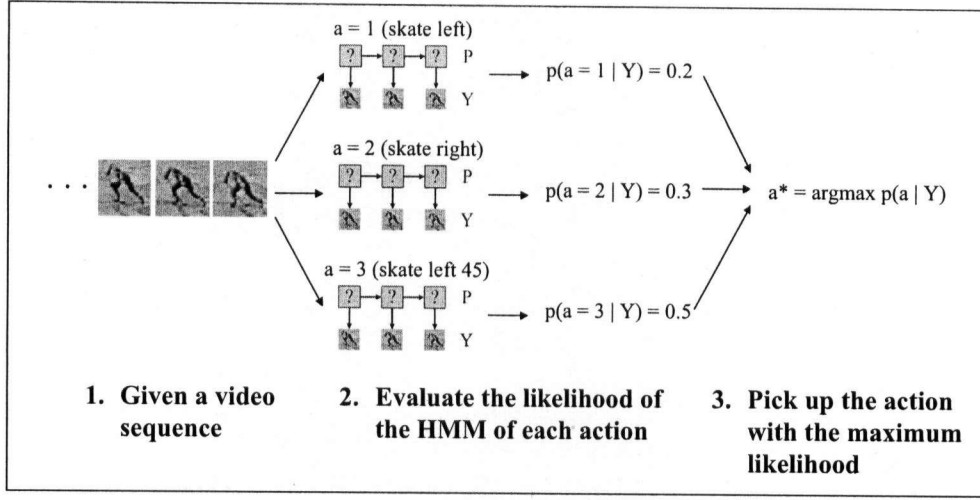 a = 1 (skate left)
? ? ? P
Y
p(a = 1 | Y) = 0.2
a = 2 (skate right)
? ? ? P
Y
. . .
p(a = 2 | Y) = 0.3
a* = argmax p(a | Y)
a = 3 (skate left 45)
? ? ? P
Y
p(a = 3 | Y) = 0.5
1. Given a video
sequence
2. Evaluate the likelihood of
the HMM of each action
3. Pick up the action
with the maximum
likelihood